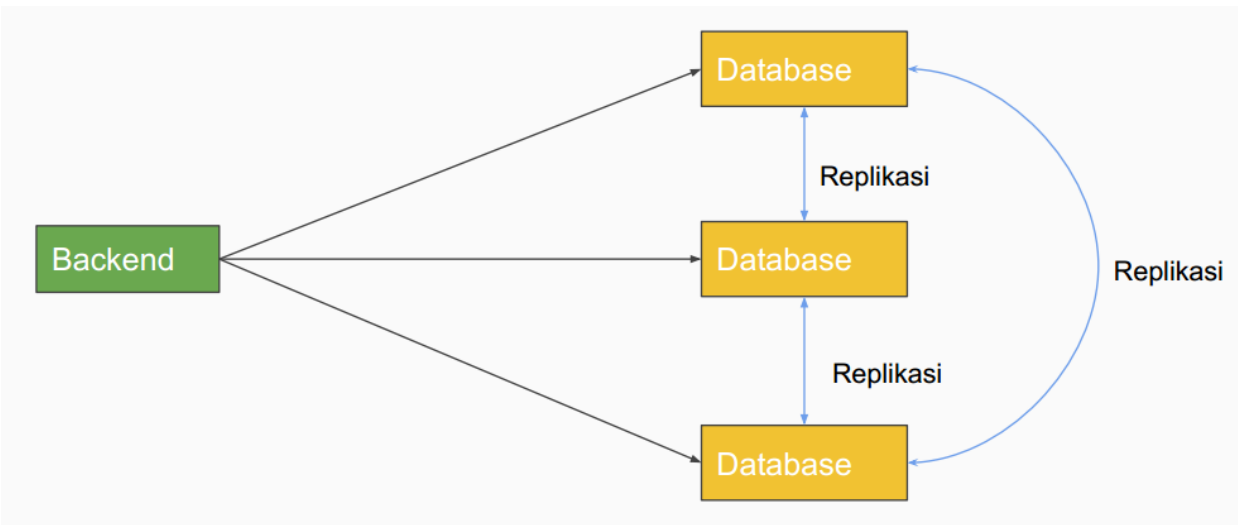 Database
Replikasi
Backend
Database
Replikasi
Replikasi
Database